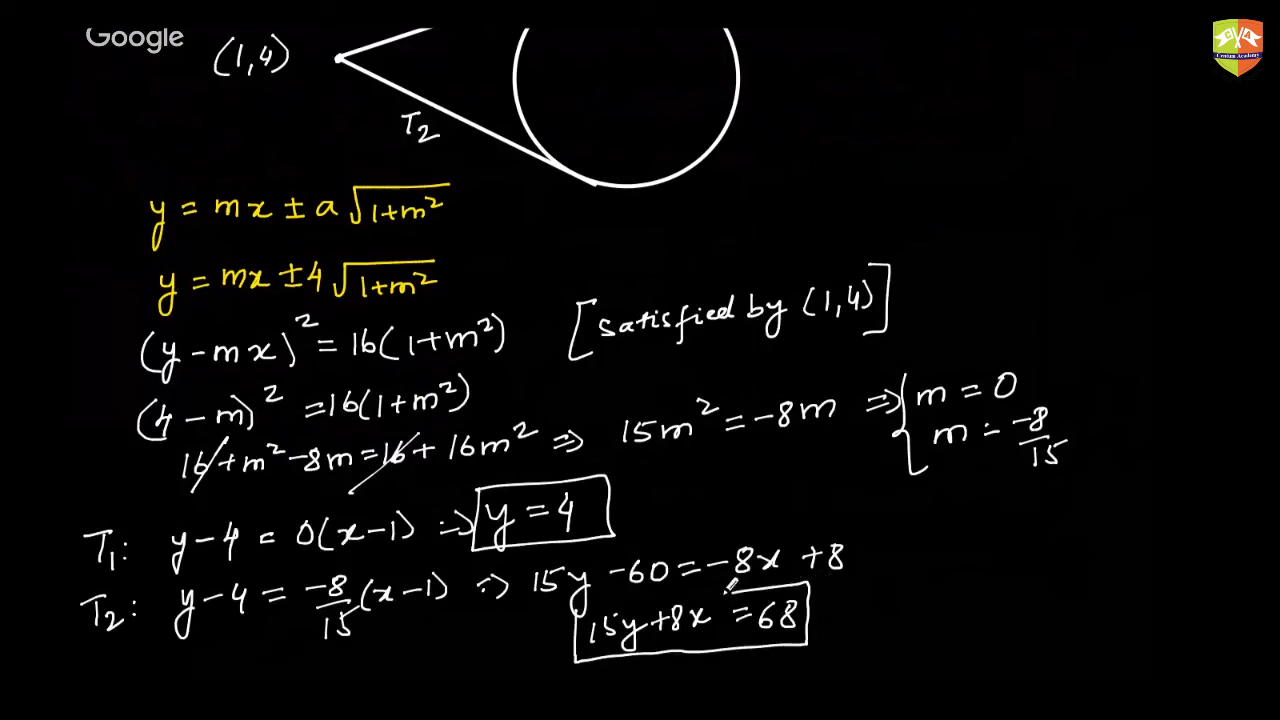 Google
Centum Academy
(1,4)
T₂
y = mx ± a √1+m²
y = mx ± 4 √1+m²
(y - mx)² = 16(1+m²) [satisfied by (1,4)]
(4 - m)² = 16(1+m²)
16 + m² - 8m = 16 + 16m² ⇒ 15m² = -8m ⇒ { m = 0
m = -8/15
T₁: y - 4 = 0(x - 1) ⇒ y = 4
T₂: y - 4 = -8/15 (x - 1) ⇒ 15y - 60 = -8x + 8
15y + 8x = 68